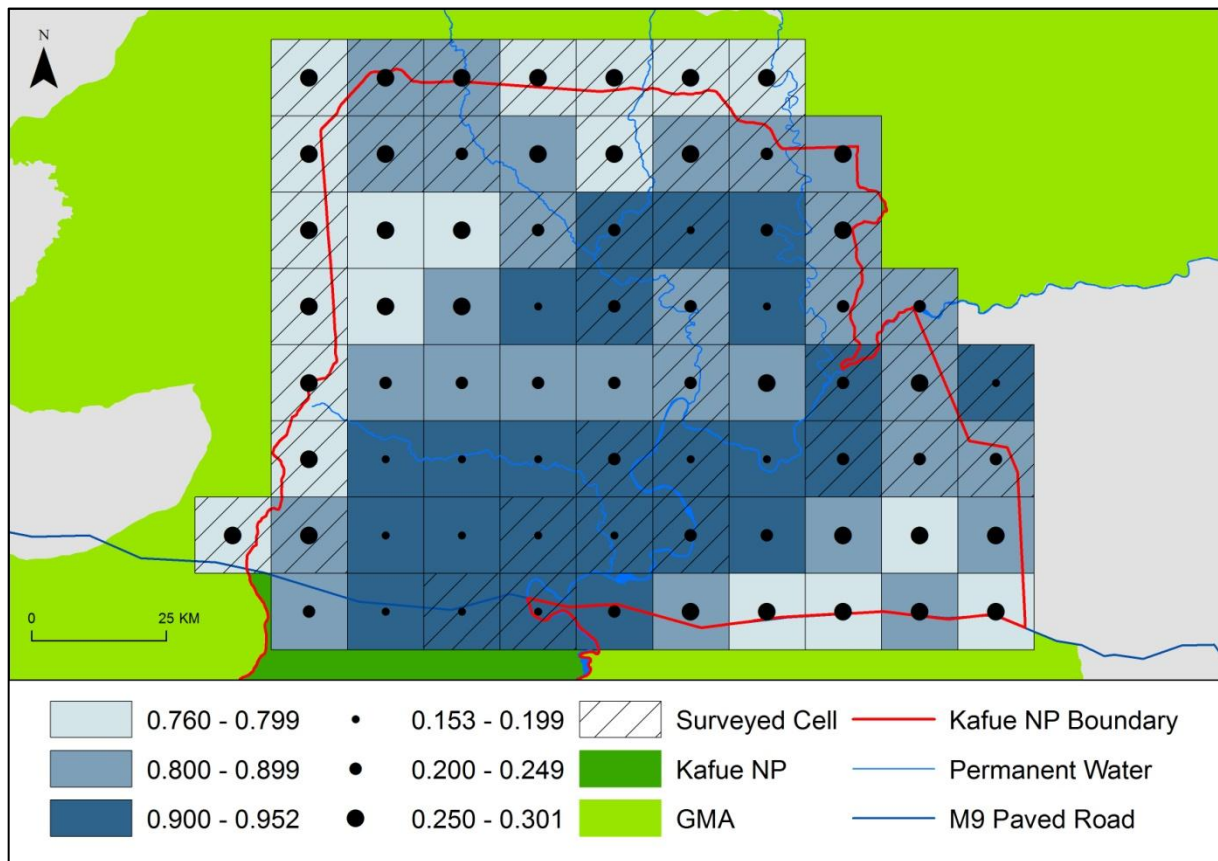 N
0 25 KM
0.760 - 0.799 0.153 - 0.199 Surveyed Cell Kafue NP Boundary
0.800 - 0.899 0.200 - 0.249 Kafue NP Permanent Water
0.900 - 0.952 0.250 - 0.301 GMA M9 Paved Road